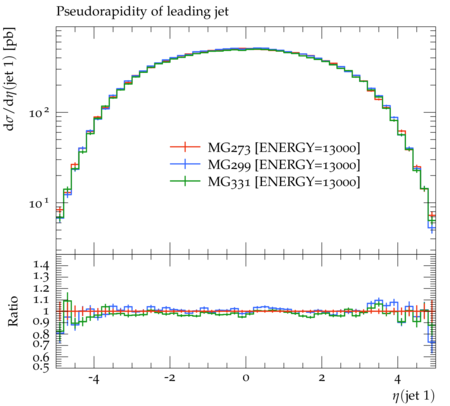 Pseudorapidity of leading jet
dσ/dη(jet 1) [pb]
10²
10¹
MG273 [ENERGY=13000]
MG299 [ENERGY=13000]
MG331 [ENERGY=13000]
Ratio
1.4
1.3
1.2
1.1
1
0.9
0.8
0.7
0.6
0.5
-4 -2 0 2 4
η(jet 1)